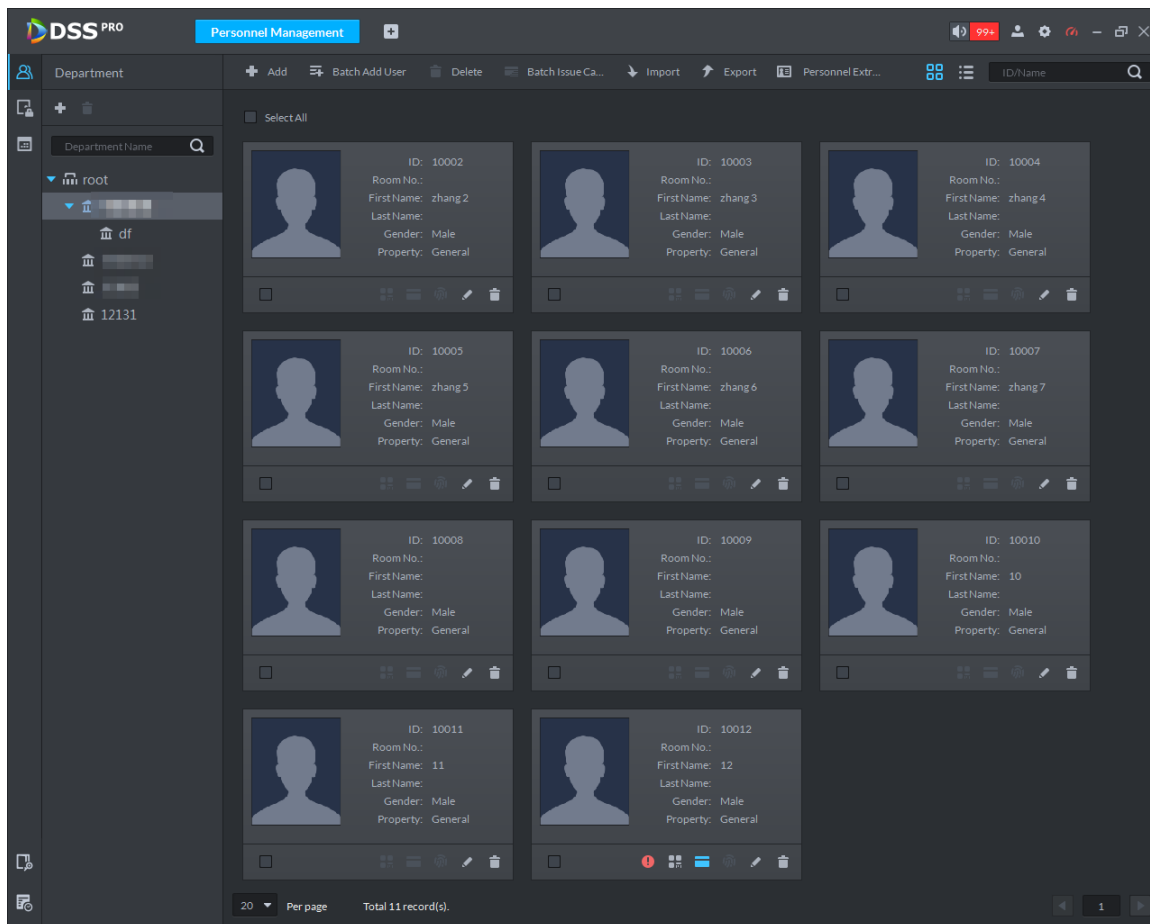 DSS PRO Personnel Management 99+
Department Add Batch Add User Delete Batch Issue Ca... Import Export Personnel Extr... ID/Name
Select All
Department Name
root
df
12131
ID: 10002
Room No.:
First Name: zhang 2
Last Name:
Gender: Male
Property: General
ID: 10003
Room No.:
First Name: zhang 3
Last Name:
Gender: Male
Property: General
ID: 10004
Room No.:
First Name: zhang 4
Last Name:
Gender: Male
Property: General
ID: 10005
Room No.:
First Name: zhang 5
Last Name:
Gender: Male
Property: General
ID: 10006
Room No.:
First Name: zhang 6
Last Name:
Gender: Male
Property: General
ID: 10007
Room No.:
First Name: zhang 7
Last Name:
Gender: Male
Property: General
ID: 10008
Room No.:
First Name:
Last Name:
Gender: Male
Property: General
ID: 10009
Room No.:
First Name:
Last Name:
Gender: Male
Property: General
ID: 10010
Room No.:
First Name: 10
Last Name:
Gender: Male
Property: General
ID: 10011
Room No.:
First Name: 11
Last Name:
Gender: Male
Property: General
ID: 10012
Room No.:
First Name: 12
Last Name:
Gender: Male
Property: General
20 Per page Total 11 record(s). 1